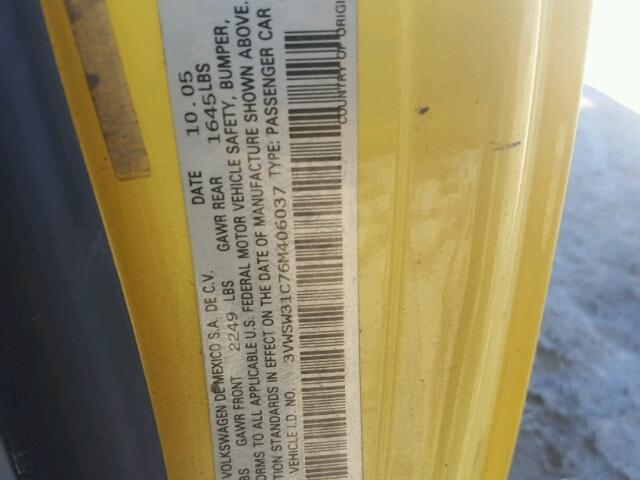 VOLKSWAGEN DE MEXICO S.A. DE C.V. DATE 10.05
BS GAWR FRONT 2249 LBS GAWR REAR 1645LBS
ORMS TO ALL APPLICABLE U.S. FEDERAL MOTOR VEHICLE SAFETY, BUMPER,
STANDARDS IN EFFECT ON THE DATE OF MANUFACTURE SHOWN ABOVE.
VEHICLE I.D. NO. 3VWSW31C76M406037 TYPE: PASSENGER CAR
COUNTRY OF ORIGI